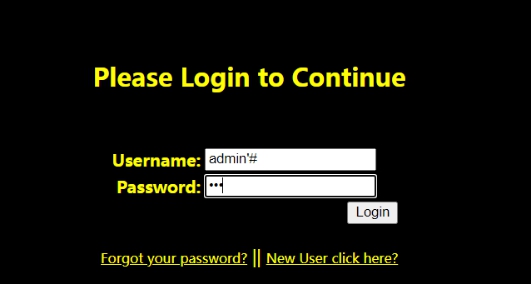 Please Login to Continue
Username: admin'#
Password: •••
Login
Forgot your password? || New User click here?